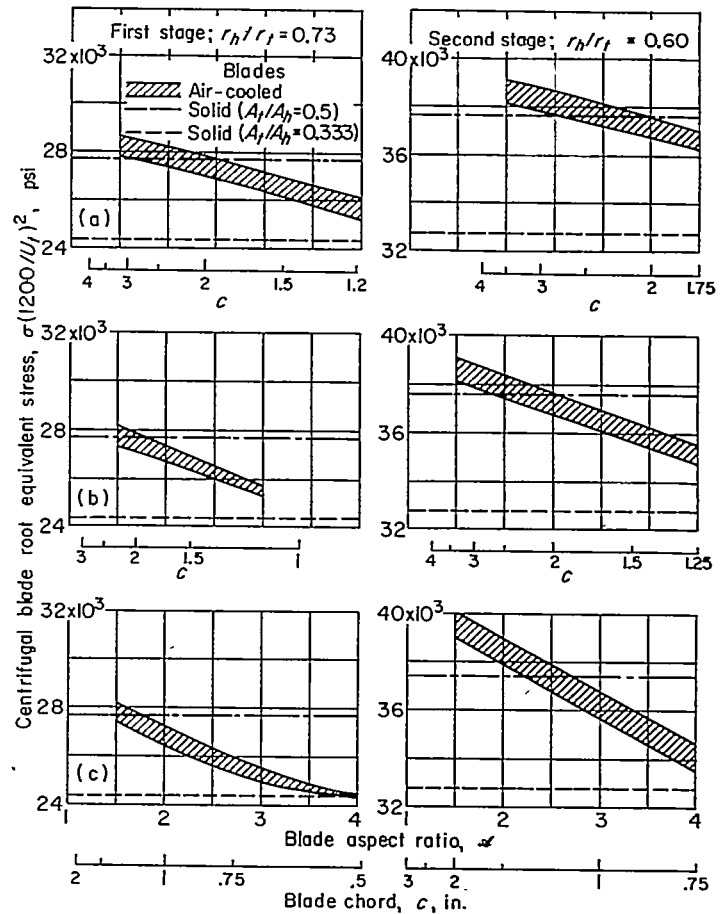 First stage; r_h/r_t = 0.73
Second stage; r_h/r_t = 0.60
Centrifugal blade root equivalent stress, σ(1200/U_t)², psi
32×10³
28
24
Blades
Air-cooled
Solid (A_t/A_h=0.5)
Solid (A_t/A_h=0.333)
(a)
4 3 2 1.5 1.2
c
40×10³
36
32
4 3 2 1.75
c
32×10³
28
24
(b)
3 2 1.5 1
c
40×10³
36
32
4 3 2 1.5 1.25
c
32×10³
28
24
(c)
1 2 3 4
40×10³
36
32
1 2 3 4
Blade aspect ratio, 𝒜
2 1 .75 .5
3 2 1 .75
Blade chord, c, in.